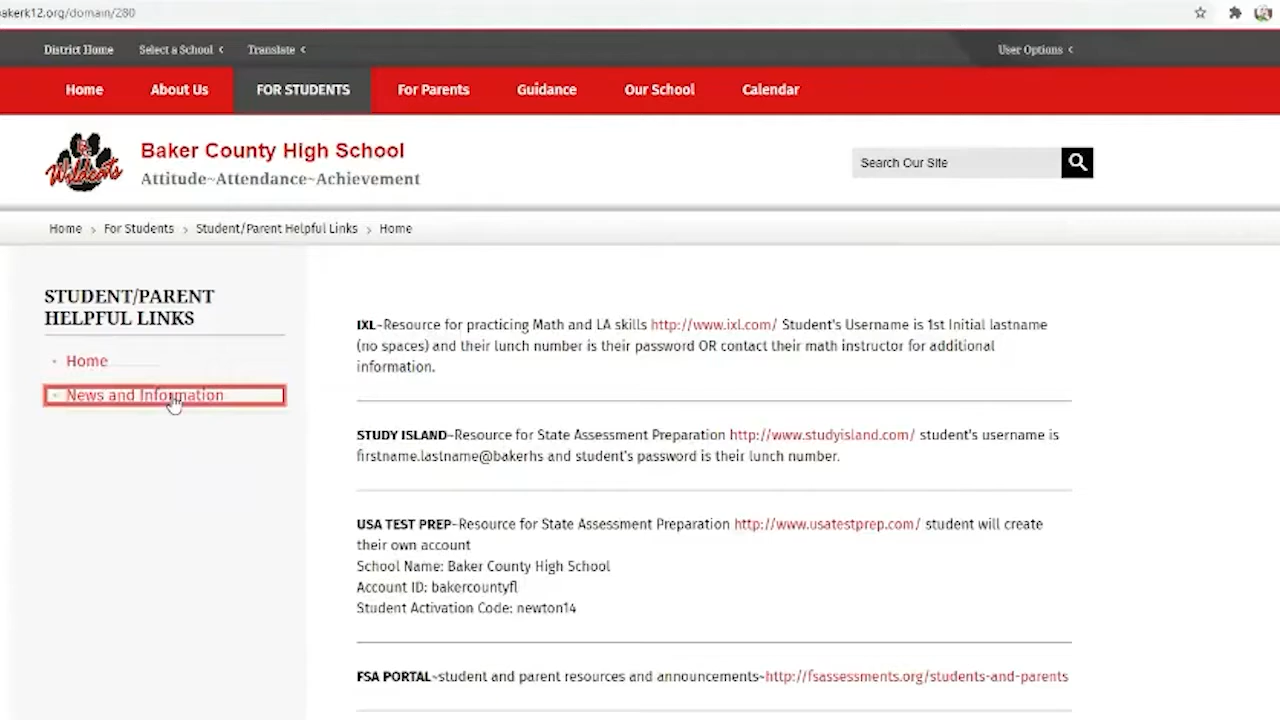 akerk12.org/domain/280
District Home Select a School Translate User Options
Home About Us FOR STUDENTS For Parents Guidance Our School Calendar
Wildcats
Baker County High School
Attitude~Attendance~Achievement
Search Our Site
Home > For Students > Student/Parent Helpful Links > Home
STUDENT/PARENT
HELPFUL LINKS
Home
News and Information
IXL~Resource for practicing Math and LA skills http://www.ixl.com/ Student's Username is 1st Initial lastname
(no spaces) and their lunch number is their password OR contact their math instructor for additional
information.
STUDY ISLAND~Resource for State Assessment Preparation http://www.studyisland.com/ student's username is
firstname.lastname@bakerhs and student's password is their lunch number.
USA TEST PREP~Resource for State Assessment Preparation http://www.usatestprep.com/ student will create
their own account
School Name: Baker County High School
Account ID: bakercountyfl
Student Activation Code: newton14
FSA PORTAL~student and parent resources and announcements~http://fsassessments.org/students-and-parents